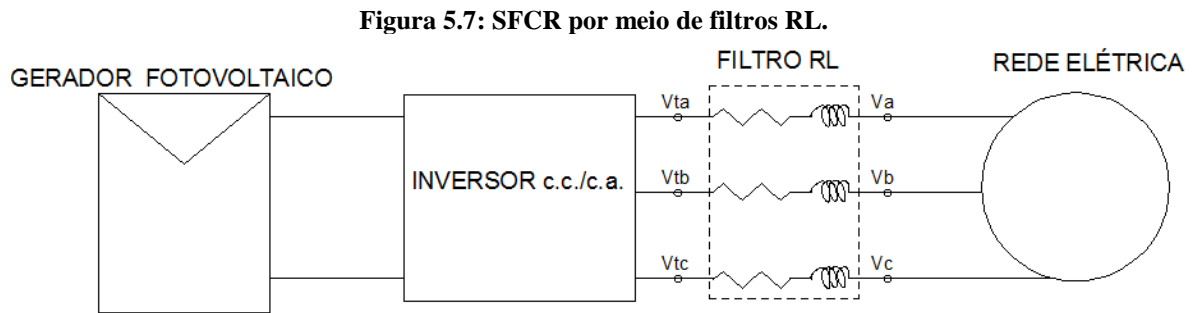 Figura 5.7: SFCR por meio de filtros RL.
GERADOR FOTOVOLTAICO
FILTRO RL
REDE ELÉTRICA
Vta
Va
INVERSOR c.c./c.a.
Vtb
Vb
Vtc
Vc